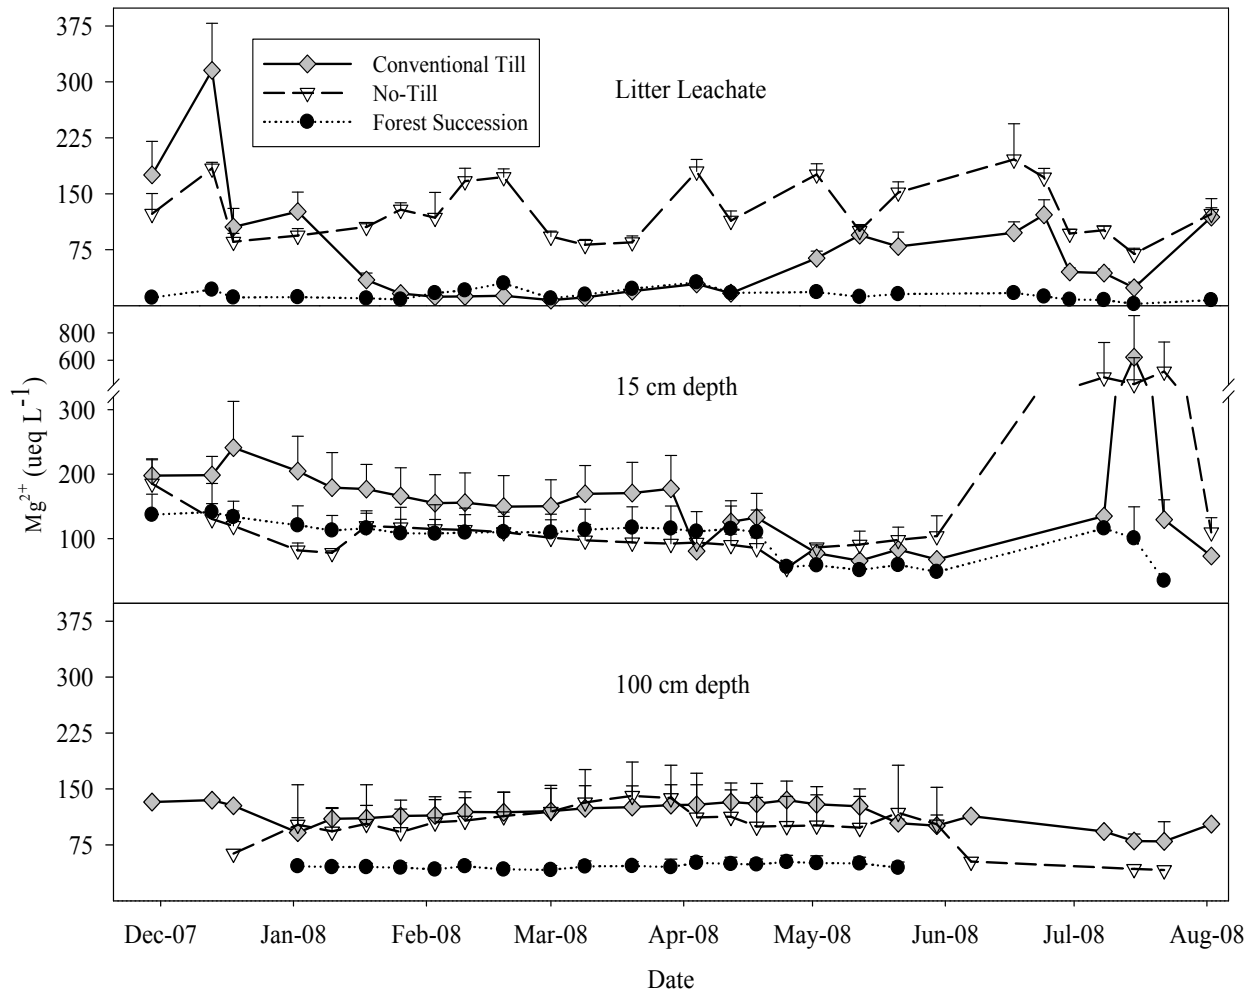 375
300
225
150
75
Conventional Till
No-Till
Forest Succession
Litter Leachate
800
600
300
200
100
15 cm depth
Mg²⁺ (ueq L⁻¹)
375
300
225
150
75
100 cm depth
Dec-07 Jan-08 Feb-08 Mar-08 Apr-08 May-08 Jun-08 Jul-08 Aug-08
Date